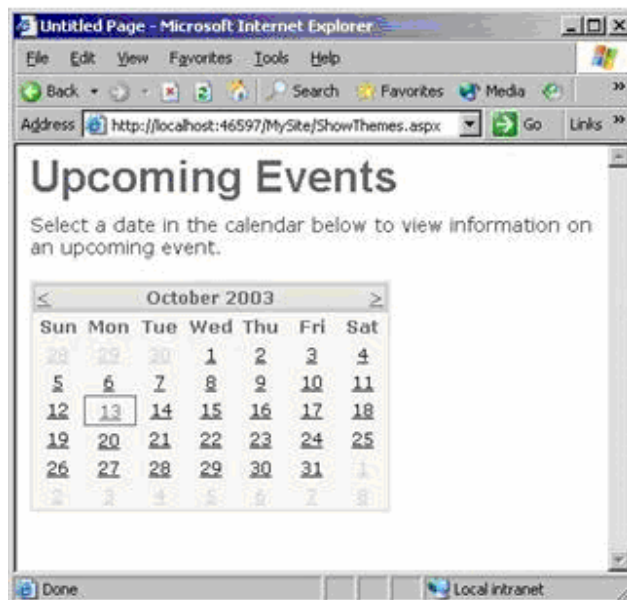 Untitled Page - Microsoft Internet Explorer
File Edit View Favorites Tools Help
Back Search Favorites Media »
Address http://localhost:46597/MySite/ShowThemes.aspx Go Links »
Upcoming Events
Select a date in the calendar below to view information on
an upcoming event.
< October 2003 >
Sun Mon Tue Wed Thu Fri Sat
28 29 30 1 2 3 4
5 6 7 8 9 10 11
12 13 14 15 16 17 18
19 20 21 22 23 24 25
26 27 28 29 30 31 1
2 3 4 5 6 7 8
Done Local intranet